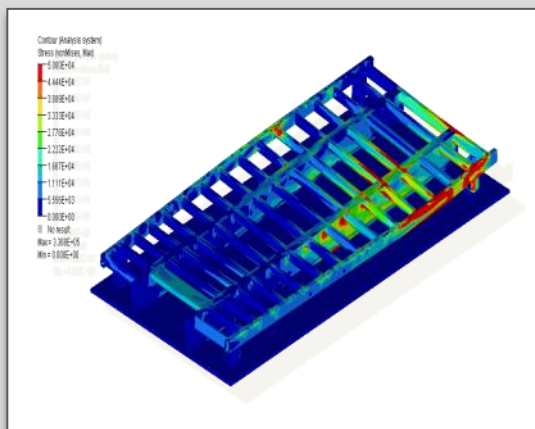 Contour (Analysis system)
Stress (vonMises, Max)
5.000E+04
4.444E+04
3.889E+04
3.333E+04
2.778E+04
2.222E+04
1.667E+04
1.111E+04
5.556E+03
0.000E+00
No result
Max = 3.368E+05
Min = 0.000E+00